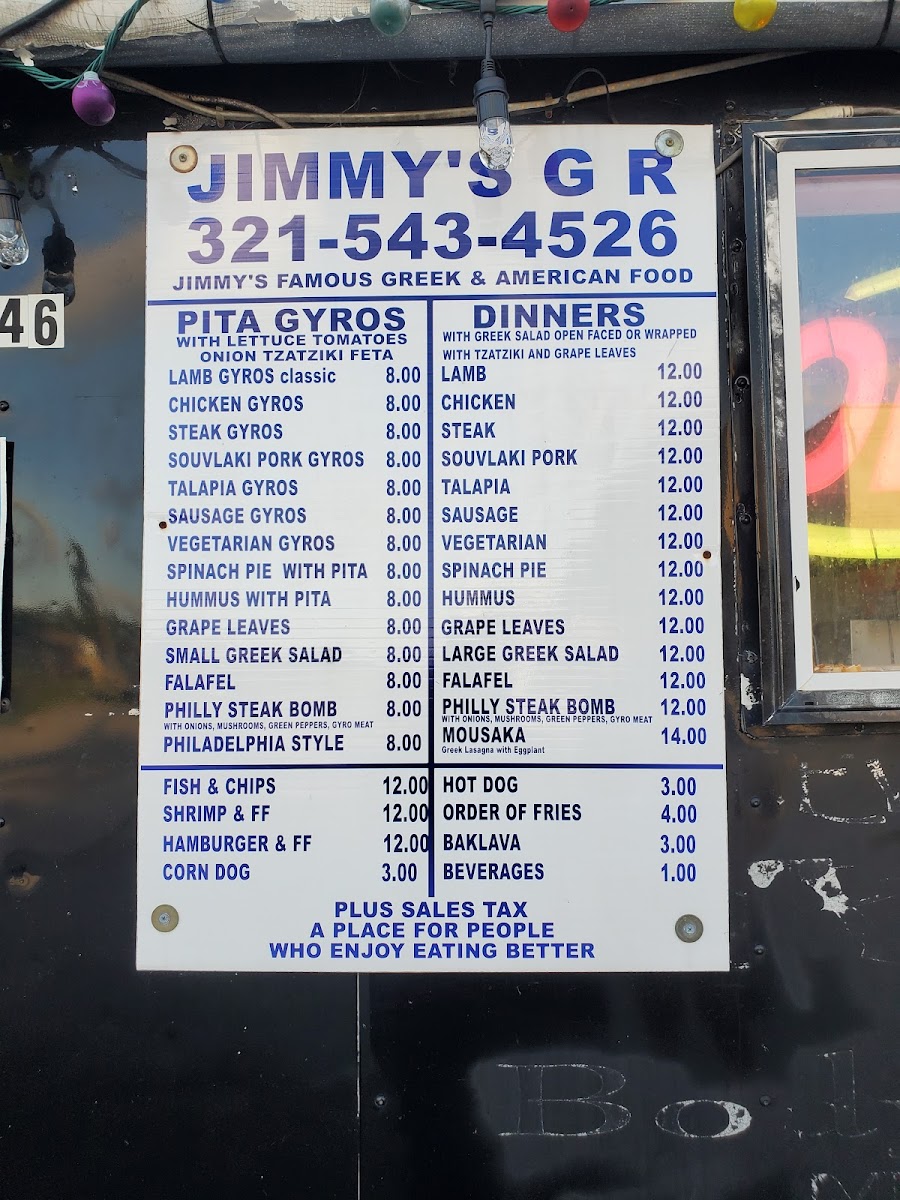 JIMMY'S G R
321-543-4526
JIMMY'S FAMOUS GREEK & AMERICAN FOOD
46
PITA GYROS
WITH LETTUCE TOMATOES
ONION TZATZIKI FETA
LAMB GYROS classic 8.00
CHICKEN GYROS 8.00
STEAK GYROS 8.00
SOUVLAKI PORK GYROS 8.00
TALAPIA GYROS 8.00
SAUSAGE GYROS 8.00
VEGETARIAN GYROS 8.00
SPINACH PIE WITH PITA 8.00
HUMMUS WITH PITA 8.00
GRAPE LEAVES 8.00
SMALL GREEK SALAD 8.00
FALAFEL 8.00
PHILLY STEAK BOMB 8.00
WITH ONIONS, MUSHROOMS, GREEN PEPPERS, GYRO MEAT
PHILADELPHIA STYLE 8.00
DINNERS
WITH GREEK SALAD OPEN FACED OR WRAPPED
WITH TZATZIKI AND GRAPE LEAVES
LAMB 12.00
CHICKEN 12.00
STEAK 12.00
SOUVLAKI PORK 12.00
TALAPIA 12.00
SAUSAGE 12.00
VEGETARIAN 12.00
SPINACH PIE 12.00
HUMMUS 12.00
GRAPE LEAVES 12.00
LARGE GREEK SALAD 12.00
FALAFEL 12.00
PHILLY STEAK BOMB 12.00
WITH ONIONS, MUSHROOMS, GREEN PEPPERS, GYRO MEAT
MOUSAKA 14.00
Greek Lasagna with Eggplant
FISH & CHIPS 12.00
SHRIMP & FF 12.00
HAMBURGER & FF 12.00
CORN DOG 3.00
HOT DOG 3.00
ORDER OF FRIES 4.00
BAKLAVA 3.00
BEVERAGES 1.00
PLUS SALES TAX
A PLACE FOR PEOPLE
WHO ENJOY EATING BETTER